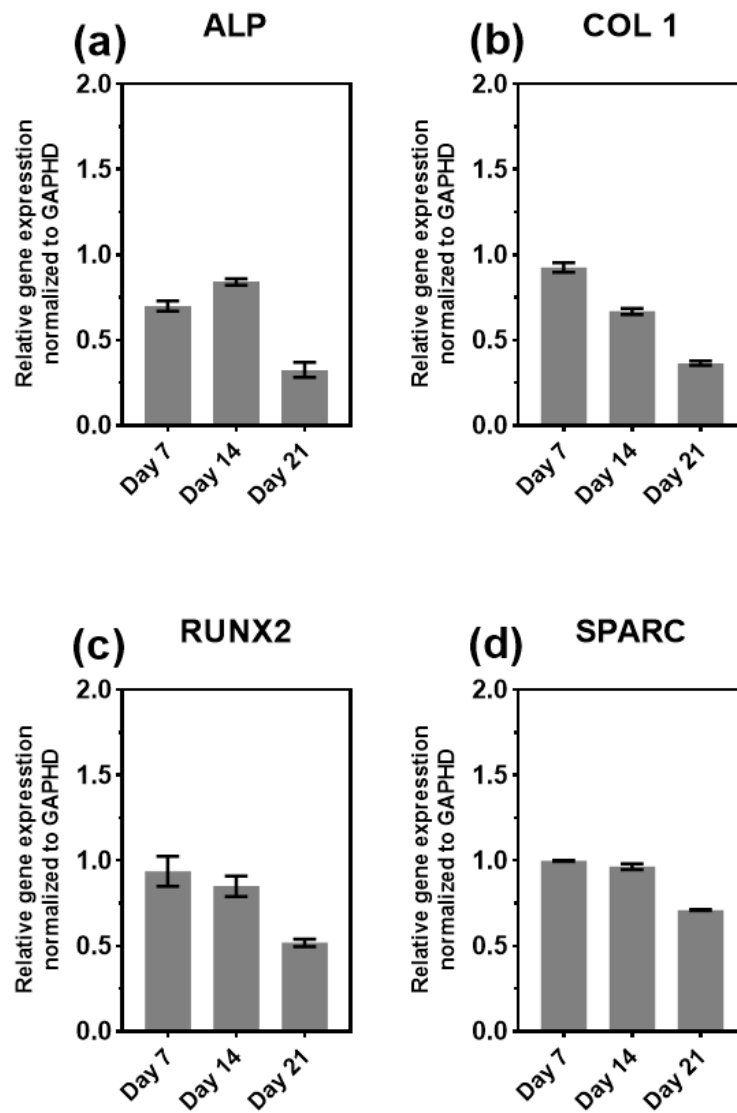 (a)
ALP
Relative gene expresstion
normalized to GAPHD
2.0
1.5
1.0
0.5
0.0
Day 7
Day 14
Day 21
(b)
COL 1
Relative gene expresstion
normalized to GAPHD
2.0
1.5
1.0
0.5
0.0
Day 7
Day 14
Day 21
(c)
RUNX2
Relative gene expresstion
normalized to GAPHD
2.0
1.5
1.0
0.5
0.0
Day 7
Day 14
Day 21
(d)
SPARC
Relative gene expresstion
normalized to GAPHD
2.0
1.5
1.0
0.5
0.0
Day 7
Day 14
Day 21